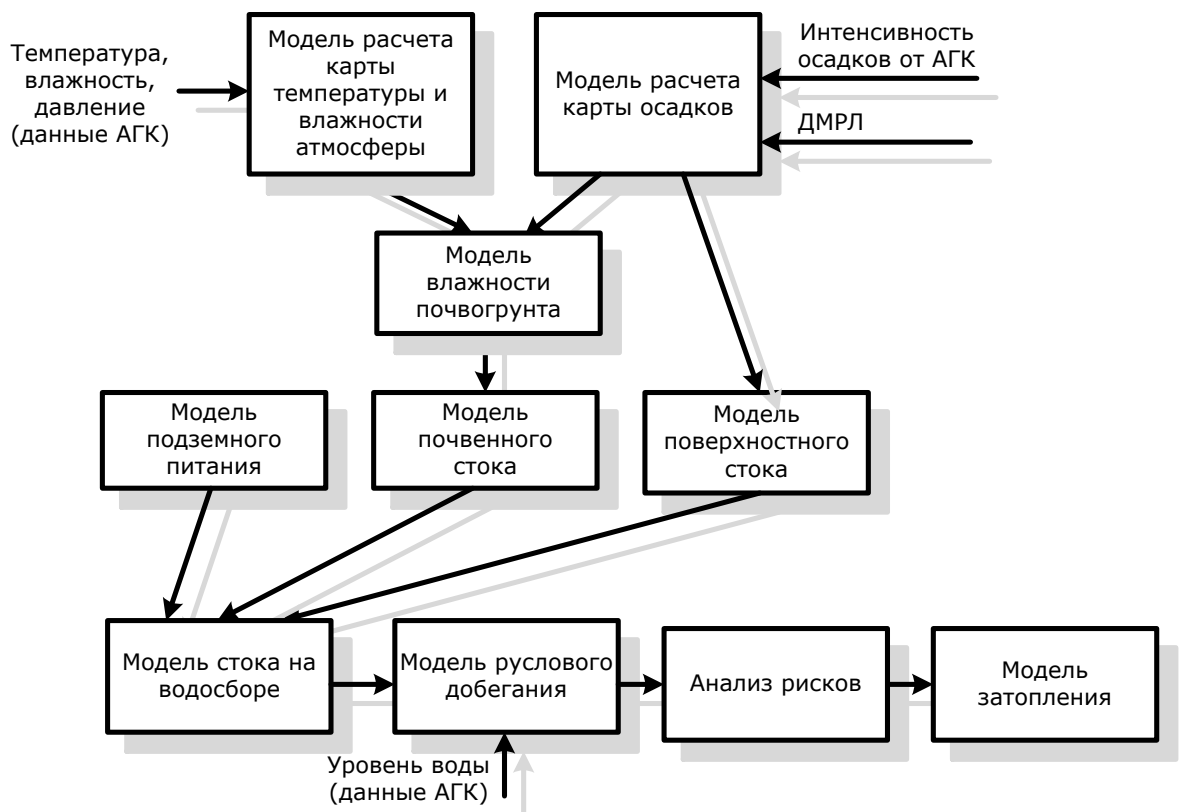 Температура,
влажность,
давление
(данные АГК)
Модель расчета
карты
температуры и
влажности
атмосферы
Модель расчета
карты осадков
Интенсивность
осадков от АГК
ДМРЛ
Модель
влажности
почвогрунта
Модель
подземного
питания
Модель
почвенного
стока
Модель
поверхностного
стока
Модель стока на
водосборе
Модель руслового
добегания
Анализ рисков
Модель
затопления
Уровень воды
(данные АГК)